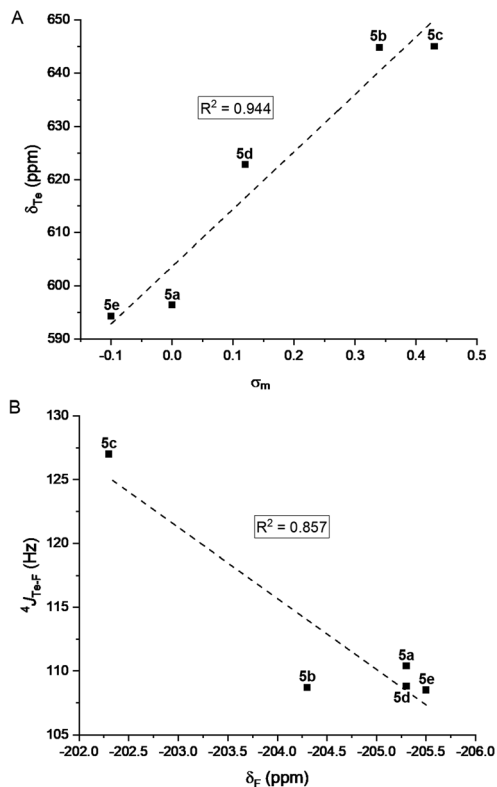 A
650
640
630
620
610
600
590
δTe (ppm)
R² = 0.944
5b
5c
5d
5e
5a
-0.1
0.0
0.1
0.2
0.3
0.4
0.5
σm
B
130
125
120
115
110
105
⁴JTe-F (Hz)
5c
R² = 0.857
5b
5a
5d
5e
-202.0
-202.5
-203.0
-203.5
-204.0
-204.5
-205.0
-205.5
-206.0
δF (ppm)